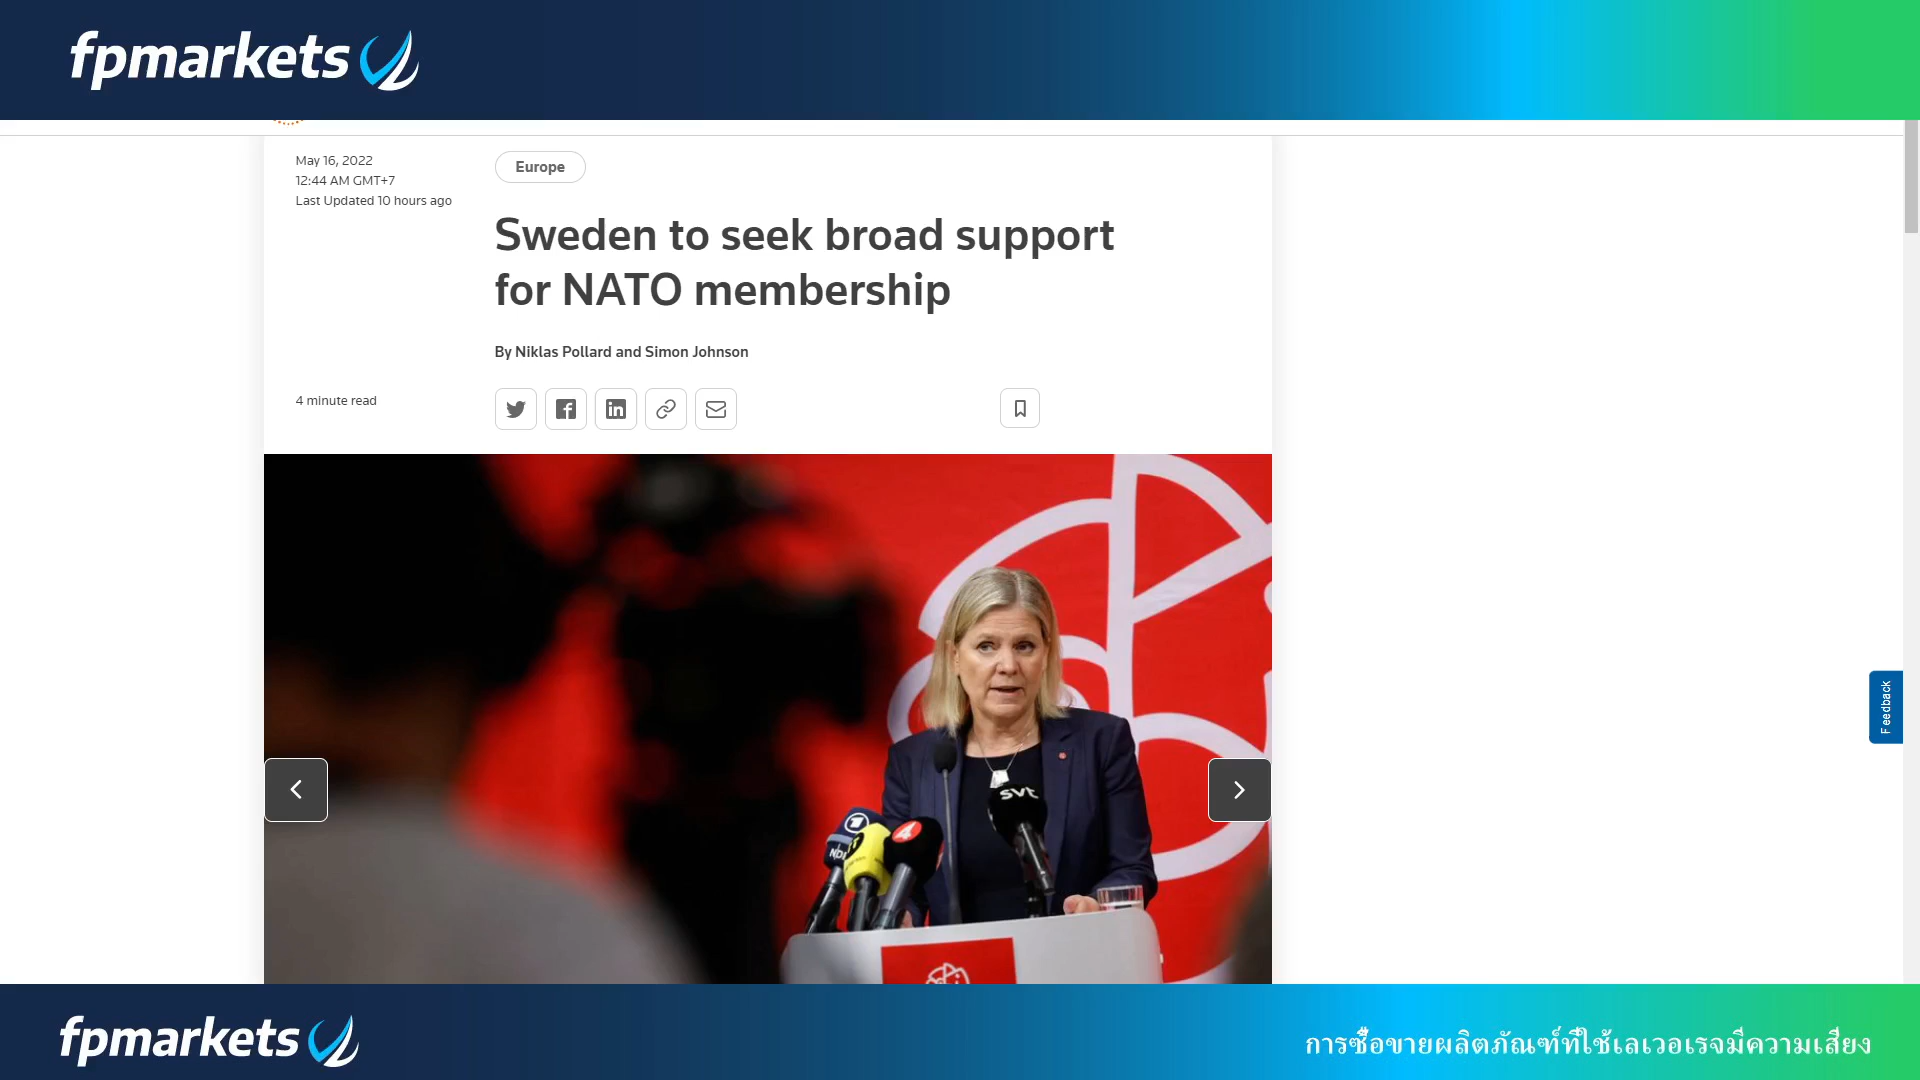 fpmarkets
May 16, 2022
12:44 AM GMT+7
Last Updated 10 hours ago
Europe
Sweden to seek broad support
for NATO membership
By Niklas Pollard and Simon Johnson
4 minute read
svt
1
NDR
4
Feedback
fpmarkets
การซื้อขายผลิตภัณฑ์ที่ใช้เลเวอเรจมีความเสี่ยง